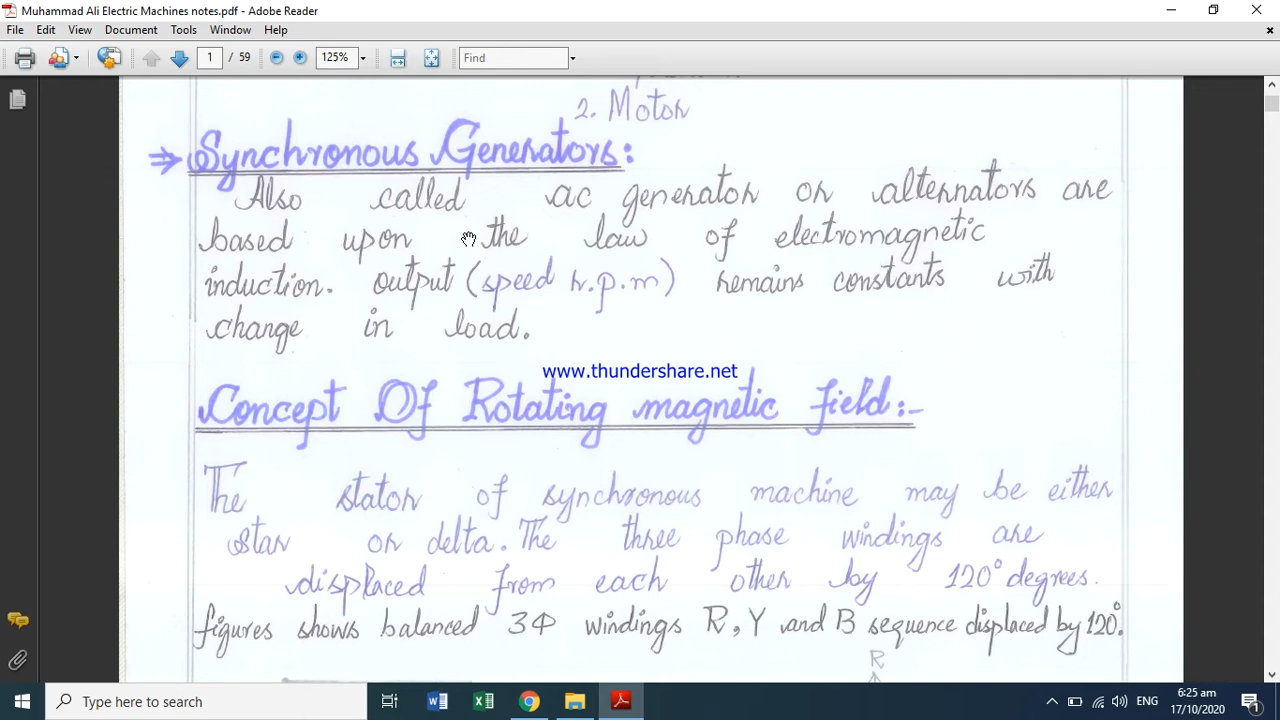 Muhammad Ali Electric Machines notes.pdf - Adobe Reader
File Edit View Document Tools Window Help
1 / 59 125% Find
2. Motor
⇒ Synchronous Generators:
Also called ac generator or alternators are
based upon the law of electromagnetic
induction. output (speed r.p.m) remains constants with
change in load.
www.thundershare.net
Concept Of Rotating magnetic field:-
The stator of synchronous machine may be either
star or delta. The three phase windings are
displaced from each other by 120° degrees.
figures shows balanced 3Φ windings R, Y and B sequence displaced by 120°.
R
Type here to search
ENG
6:25 am
17/10/2020
1